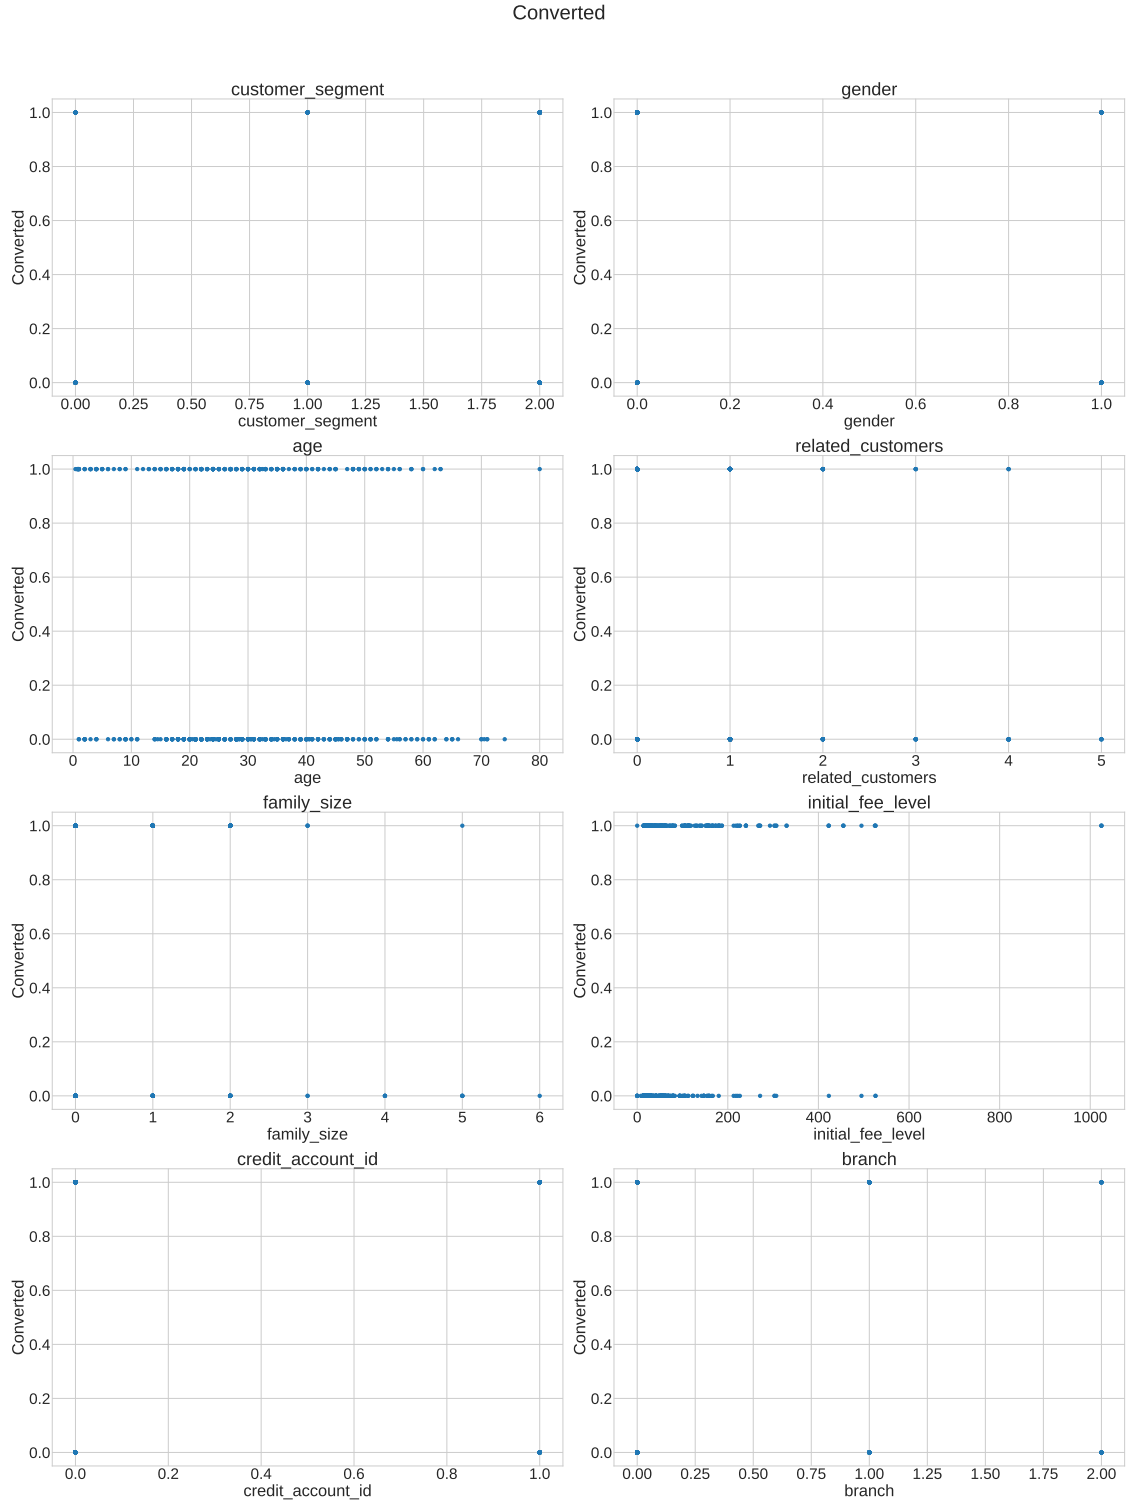 Converted
customer_segment
gender
1.0
0.8
0.6
0.4
0.2
0.0
Converted
0.00 0.25 0.50 0.75 1.00 1.25 1.50 1.75 2.00
customer_segment
1.0
0.8
0.6
0.4
0.2
0.0
Converted
0.0 0.2 0.4 0.6 0.8 1.0
gender
age
related_customers
1.0
0.8
0.6
0.4
0.2
0.0
Converted
0 10 20 30 40 50 60 70 80
age
1.0
0.8
0.6
0.4
0.2
0.0
Converted
0 1 2 3 4 5
related_customers
family_size
initial_fee_level
1.0
0.8
0.6
0.4
0.2
0.0
Converted
0 1 2 3 4 5 6
family_size
1.0
0.8
0.6
0.4
0.2
0.0
Converted
0 200 400 600 800 1000
initial_fee_level
credit_account_id
branch
1.0
0.8
0.6
0.4
0.2
0.0
Converted
0.0 0.2 0.4 0.6 0.8 1.0
credit_account_id
1.0
0.8
0.6
0.4
0.2
0.0
Converted
0.00 0.25 0.50 0.75 1.00 1.25 1.50 1.75 2.00
branch